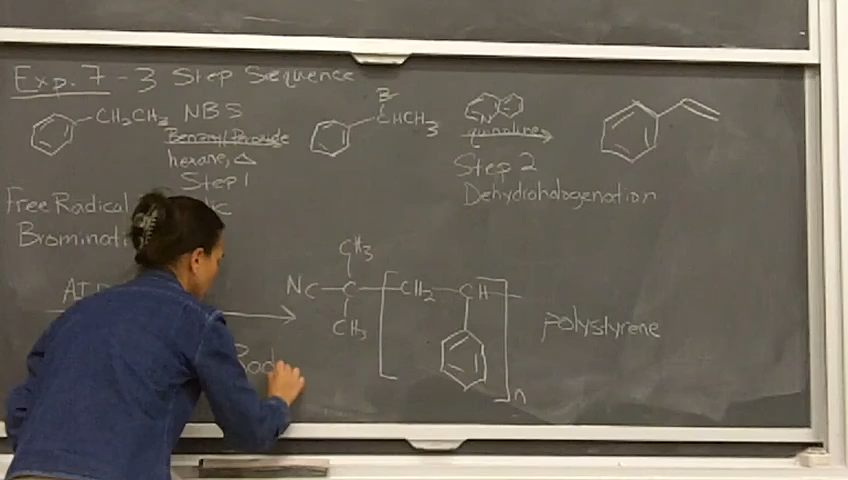 Exp. 7 - 3 Step Sequence
CH2CH3 NBS
Benzoyl Peroxide
hexane, △
Step 1
Br
CHCH3
N
quinoline
Step 2
Dehydrohalogenation
Free Radical
Brominati
CH3
NC C CH2 CH
CH3
n
polystyrene
Rad